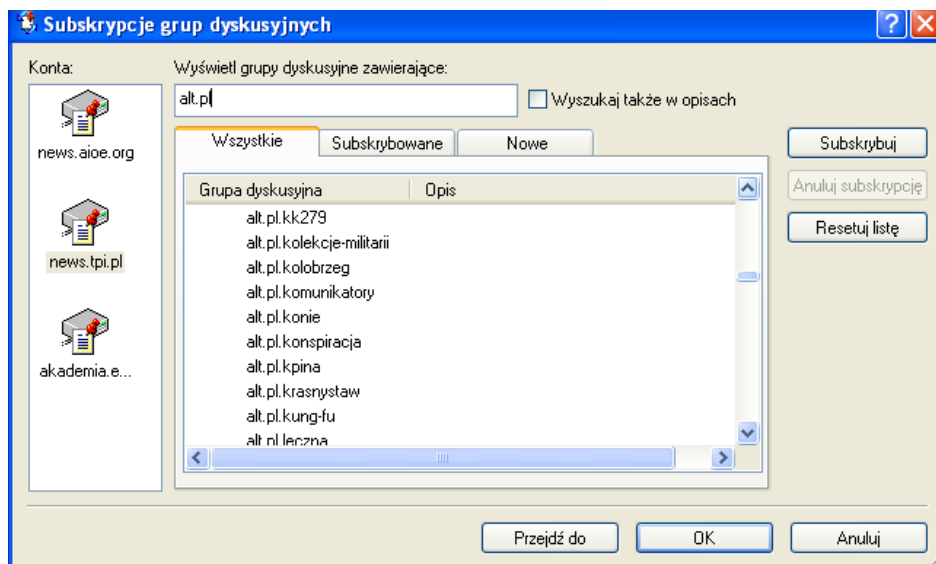 Subskrypcje grup dyskusyjnych
Konta:
Wyświetl grupy dyskusyjne zawierające:
alt.pl
Wyszukaj także w opisach
news.aioe.org
news.tpi.pl
akademia.e...
Wszystkie
Subskrybowane
Nowe
Grupa dyskusyjna
Opis
alt.pl.kk279
alt.pl.kolekcje-militarii
alt.pl.kolobrzeg
alt.pl.komunikatory
alt.pl.konie
alt.pl.konspiracja
alt.pl.kpina
alt.pl.krasnystaw
alt.pl.kung-fu
alt.pl.leczna
Subskrybuj
Anuluj subskrypcję
Resetuj listę
Przejdź do
OK
Anuluj